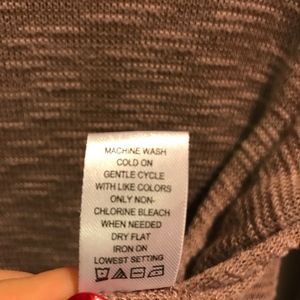 MACHINE WASH
COLD ON
GENTLE CYCLE
WITH LIKE COLORS
ONLY NON-
CHLORINE BLEACH
WHEN NEEDED
DRY FLAT
IRON ON
LOWEST SETTING